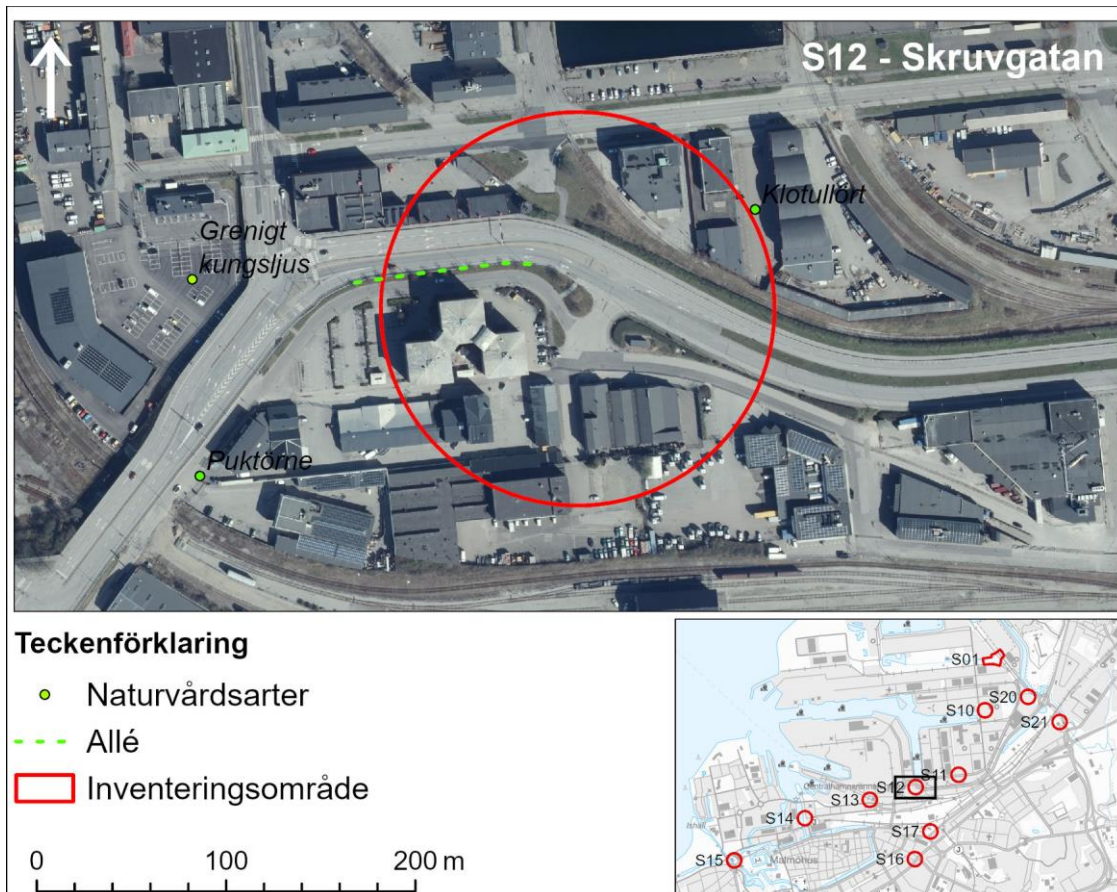 S12 - Skruvgatan
Klotullört
Grenigt
kungsljus
Puktörne
Teckenförklaring
Naturvårdsarter
Allé
Inventeringsområde
0 100 200 m
S01
S20
S10
S21
S11
S12
S13
S14
S17
S15
S16
Malmöhus